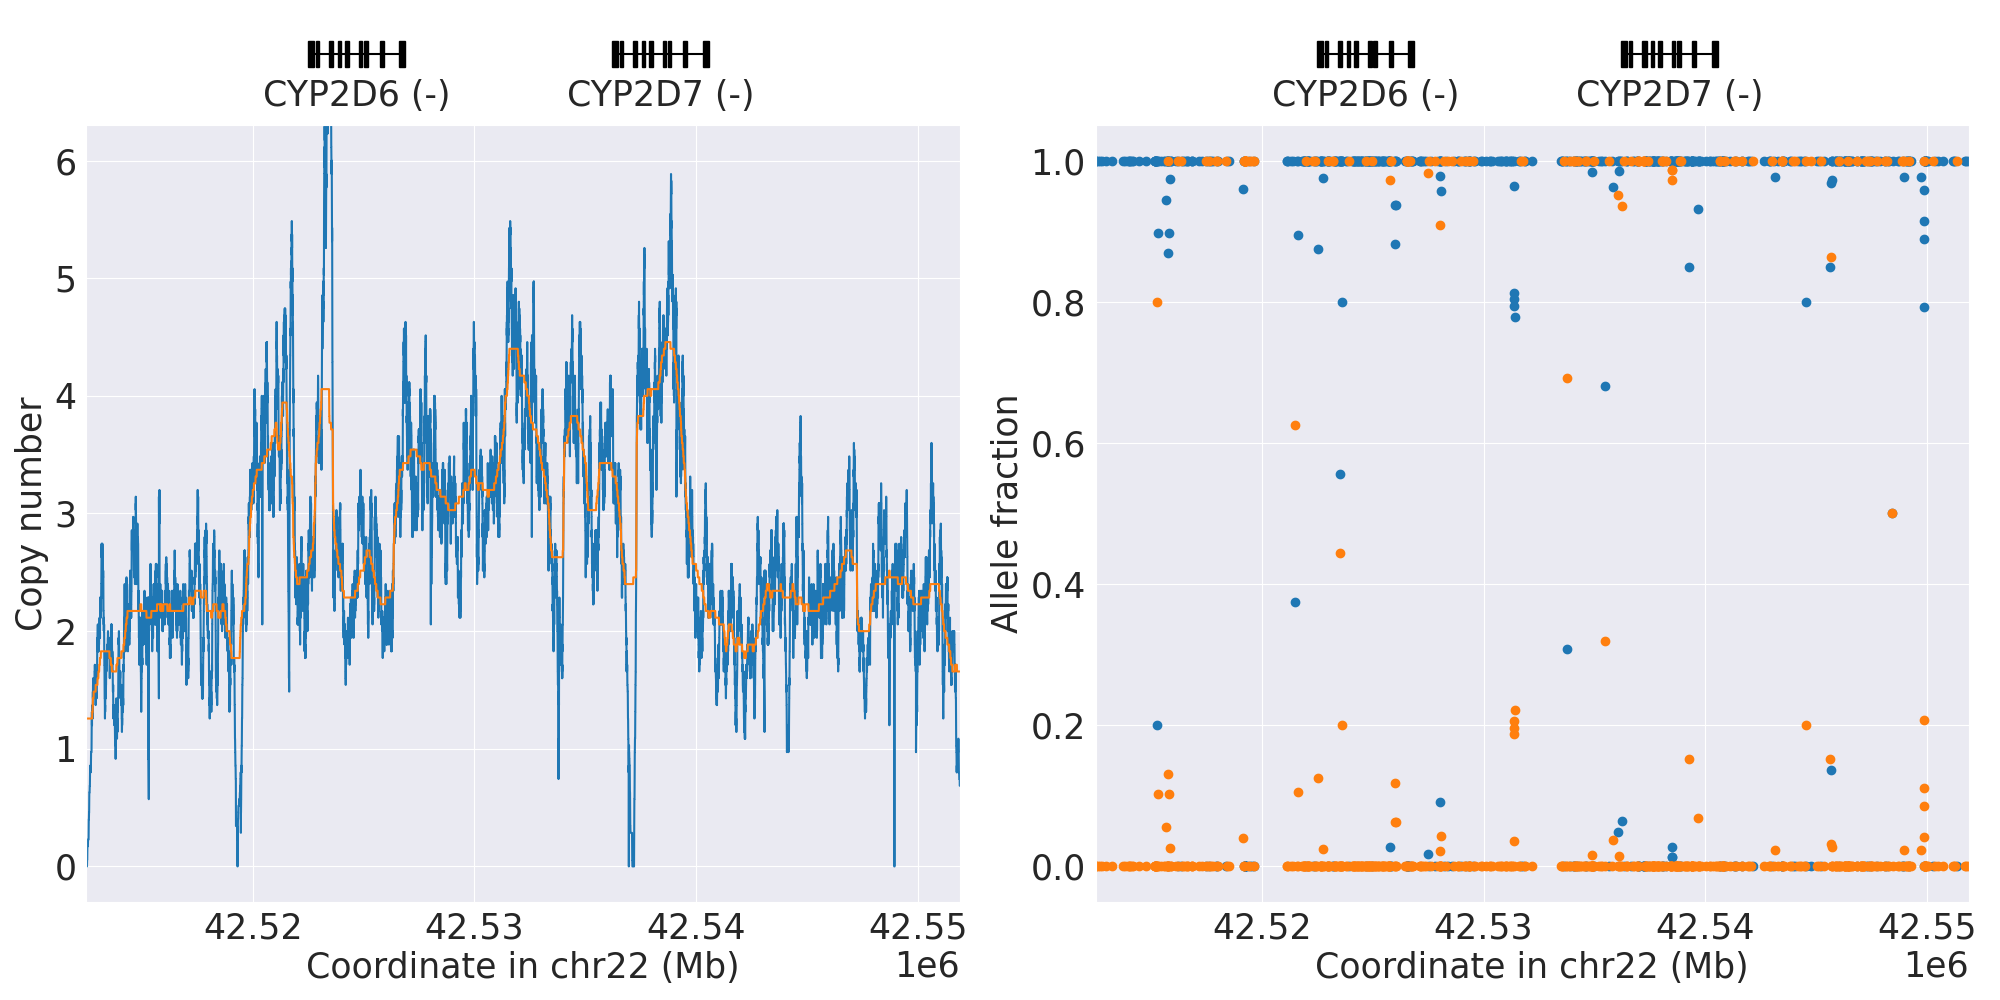 CYP2D6 (-) CYP2D7 (-)
Copy number
6
5
4
3
2
1
0
42.52 42.53 42.54 42.55
Coordinate in chr22 (Mb) 1e6
CYP2D6 (-) CYP2D7 (-)
Allele fraction
1.0
0.8
0.6
0.4
0.2
0.0
42.52 42.53 42.54 42.55
Coordinate in chr22 (Mb) 1e6